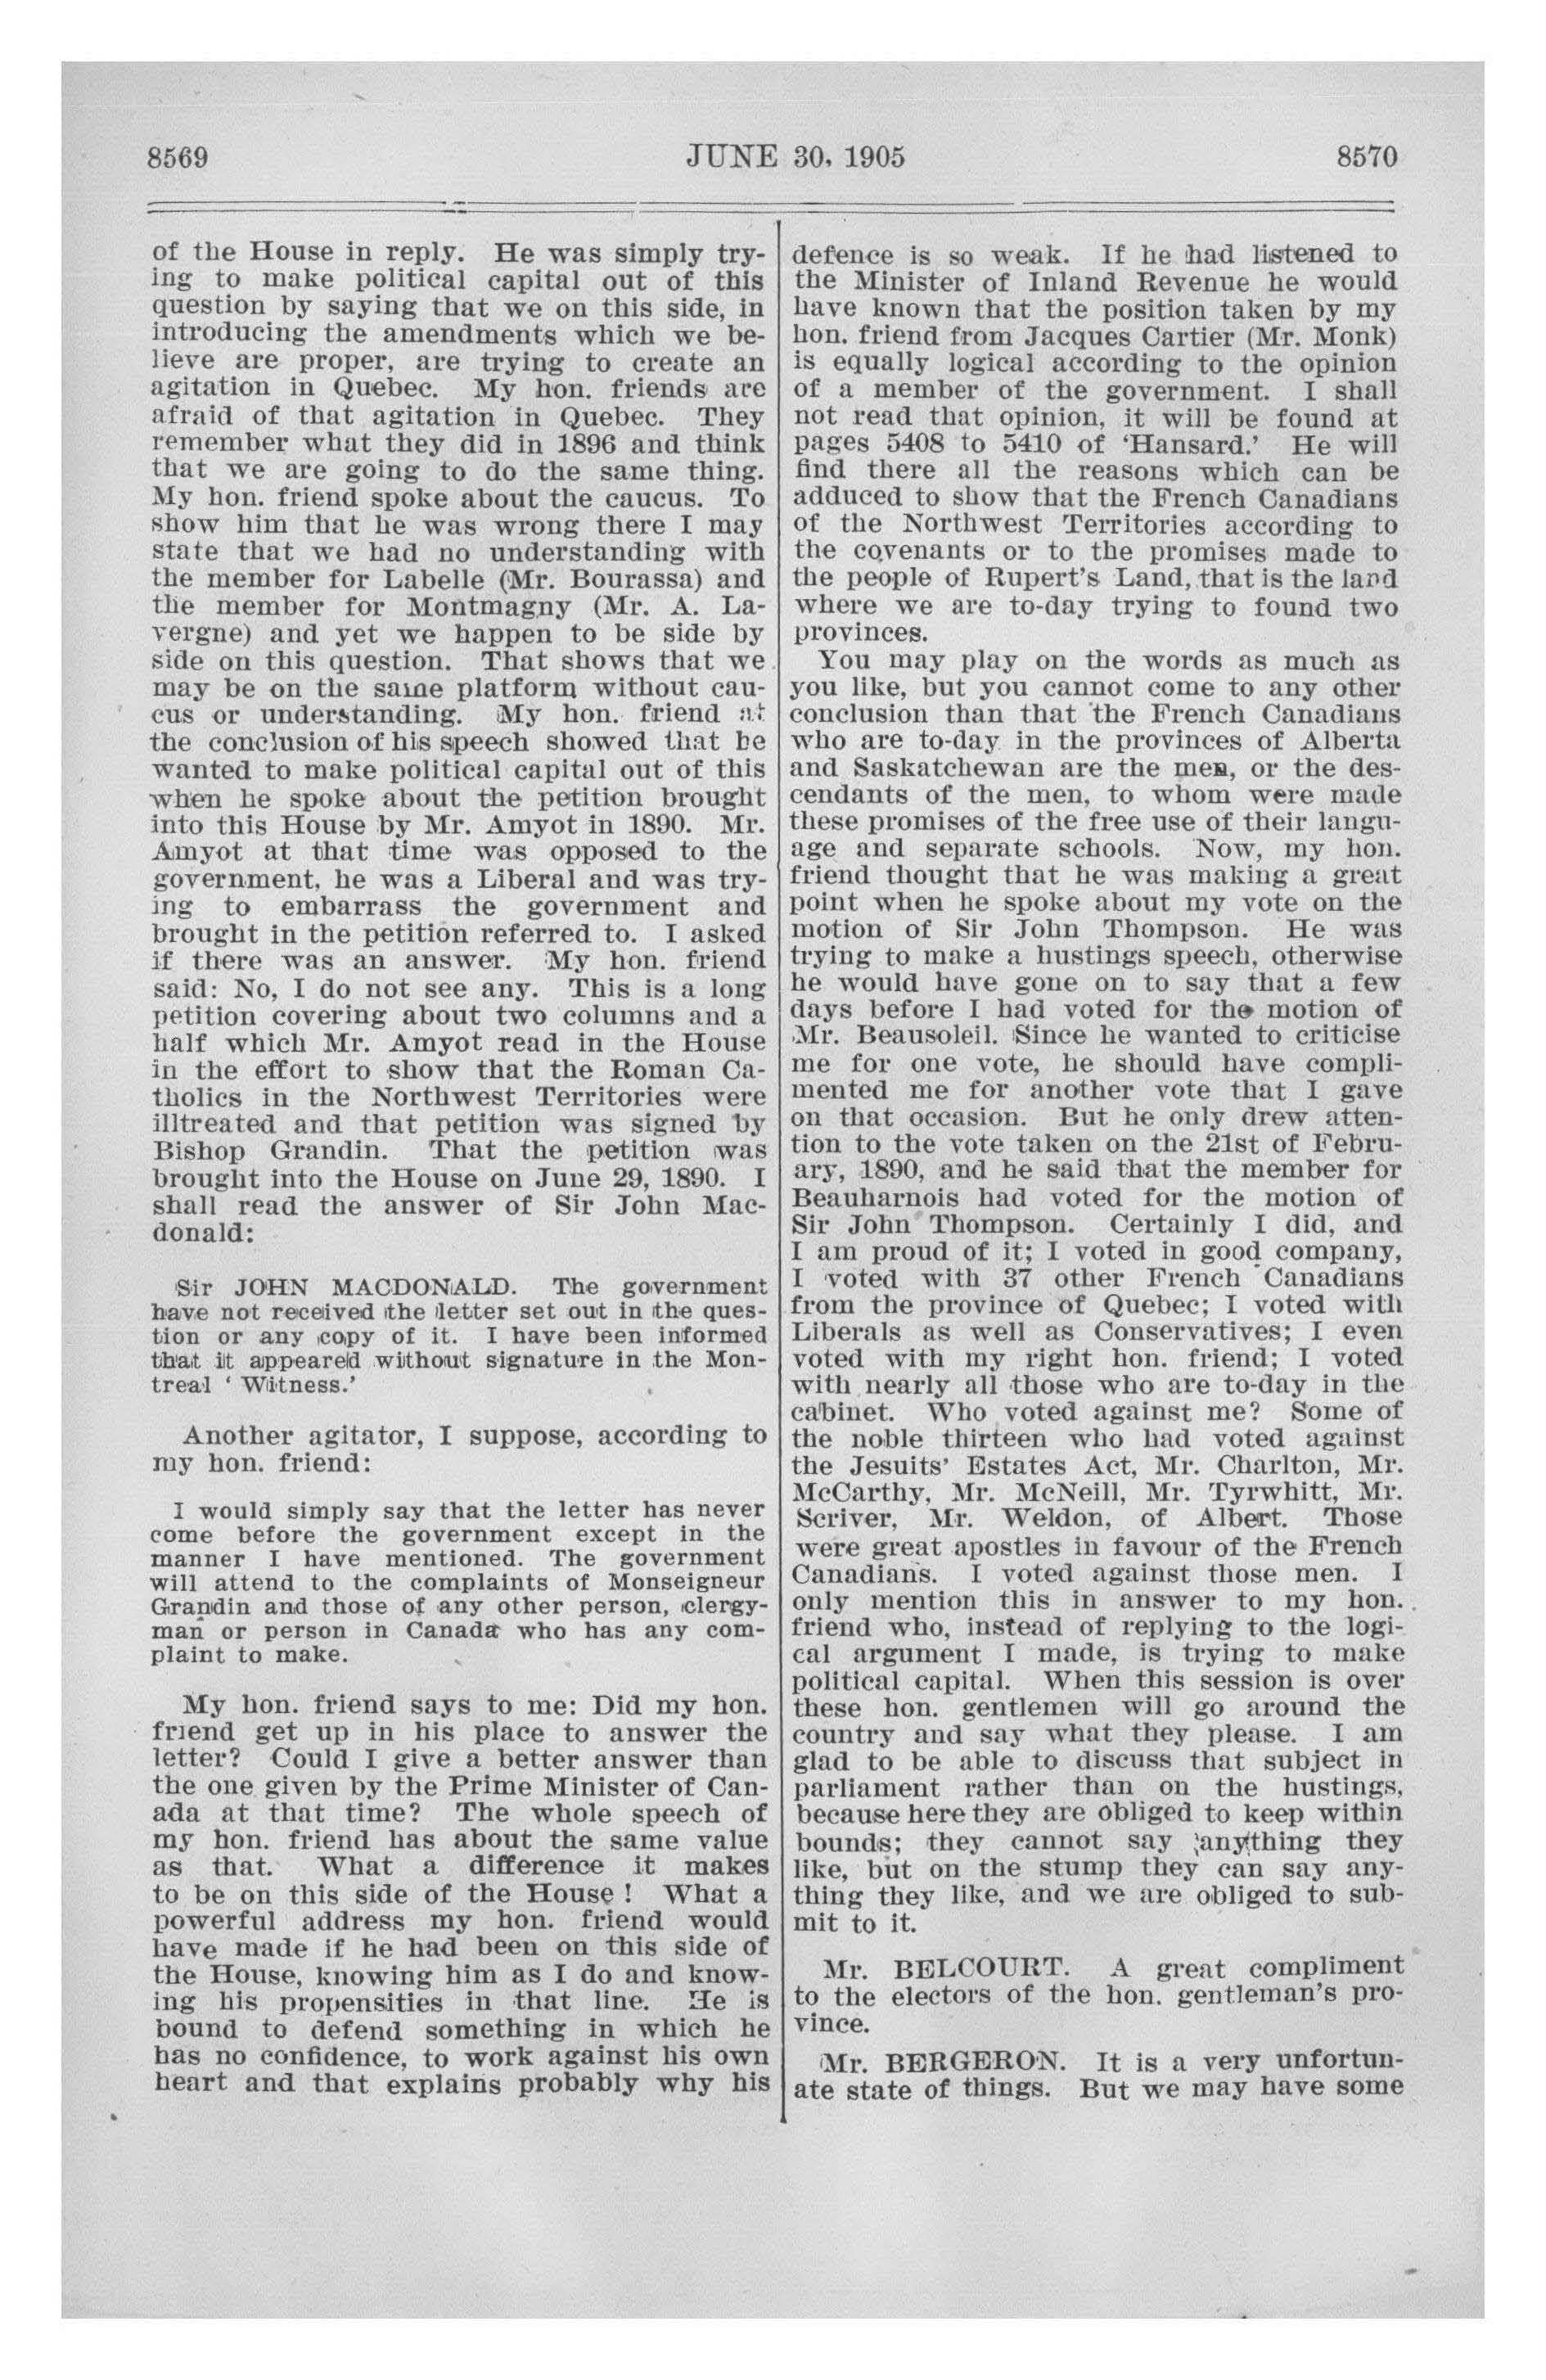 8569
JUNE 30, 1905
8570
of the House in reply. He was simply try-
ing to make political capital out of this
question by saying that we on this side, in
introducing the amendments which we be-
lieve are proper, are trying to create an
agitation in Quebec. My hon. friends are
afraid of that agitation in Quebec. They
remember what they did in 1896 and think
that we are going to do the same thing.
My hon. friend spoke about the caucus. To
show him that he was wrong there I may
state that we had no understanding with
the member for Labelle (Mr. Bourassa) and
the member for Montmagny (Mr. A. La-
vergne) and yet we happen to be side by
side on this question. That shows that we
may be on the same platform without cau-
cus or understanding. My hon. friend at
the conclusion of his speech showed that he
wanted to make political capital out of this
when he spoke about the petition brought
into this House by Mr. Amyot in 1890. Mr.
Amyot at that time was opposed to the
government, he was a Liberal and was try-
ing to embarrass the government and
brought in the petition referred to. I asked
if there was an answer. My hon. friend
said: No, I do not see any. This is a long
petition covering about two columns and a
half which Mr. Amyot read in the House
in the effort to show that the Roman Ca-
tholics in the Northwest Territories were
illtreated and that petition was signed by
Bishop Grandin. That the petition was
brought into the House on June 29, 1890. I
shall read the answer of Sir John Mac-
donald:
Sir JOHN MACDONALD. The government
have not received the letter set out in the ques-
tion or any copy of it. I have been informed
that it appeared without signature in the Mon-
treal ' Witness.'
Another agitator, I suppose, according to
my hon. friend:
I would simply say that the letter has never
come before the government except in the
manner I have mentioned. The government
will attend to the complaints of Monseigneur
Grandin and those of any other person, clergy-
man or person in Canada who has any com-
plaint to make.
My hon. friend says to me: Did my hon.
friend get up in his place to answer the
letter? Could I give a better answer than
the one given by the Prime Minister of Can-
ada at that time? The whole speech of
my hon. friend has about the same value
as that. What a difference it makes
to be on this side of the House ! What a
powerful address my hon. friend would
have made if he had been on this side of
the House, knowing him as I do and know-
ing his propensities in that line. He is
bound to defend something in which he
has no confidence, to work against his own
heart and that explains probably why his
defence is so weak. If he had listened to
the Minister of Inland Revenue he would
have known that the position taken by my
hon. friend from Jacques Cartier (Mr. Monk)
is equally logical according to the opinion
of a member of the government. I shall
not read that opinion, it will be found at
pages 5408 to 5410 of 'Hansard.' He will
find there all the reasons which can be
adduced to show that the French Canadians
of the Northwest Territories according to
the covenants or to the promises made to
the people of Rupert's Land, that is the land
where we are to-day trying to found two
provinces.
You may play on the words as much as
you like, but you cannot come to any other
conclusion than that the French Canadians
who are to-day in the provinces of Alberta
and Saskatchewan are the men, or the des-
cendants of the men, to whom were made
these promises of the free use of their langu-
age and separate schools. Now, my hon.
friend thought that he was making a great
point when he spoke about my vote on the
motion of Sir John Thompson. He was
trying to make a hustings speech, otherwise
he would have gone on to say that a few
days before I had voted for the motion of
Mr. Beausoleil. Since he wanted to criticise
me for one vote, he should have compli-
mented me for another vote that I gave
on that occasion. But he only drew atten-
tion to the vote taken on the 21st of Febru-
ary, 1890, and he said that the member for
Beauharnois had voted for the motion of
Sir John Thompson. Certainly I did, and
I am proud of it; I voted in good company,
I voted with 37 other French Canadians
from the province of Quebec; I voted with
Liberals as well as Conservatives; I even
voted with my right hon. friend; I voted
with nearly all those who are to-day in the
cabinet. Who voted against me? Some of
the noble thirteen who had voted against
the Jesuits' Estates Act, Mr. Charlton, Mr.
McCarthy, Mr. McNeill, Mr. Tyrwhitt, Mr.
Scriver, Mr. Weldon, of Albert. Those
were great apostles in favour of the French
Canadians. I voted against those men. I
only mention this in answer to my hon.
friend who, instead of replying to the logi-
cal argument I made, is trying to make
political capital. When this session is over
these hon. gentlemen will go around the
country and say what they please. I am
glad to be able to discuss that subject in
parliament rather than on the hustings,
because here they are obliged to keep within
bounds; they cannot say anything they
like, but on the stump they can say any-
thing they like, and we are obliged to sub-
mit to it.
Mr. BELCOURT. A great compliment
to the electors of the hon. gentleman's pro-
vince.
Mr. BERGERON. It is a very unfortun-
ate state of things. But we may have some